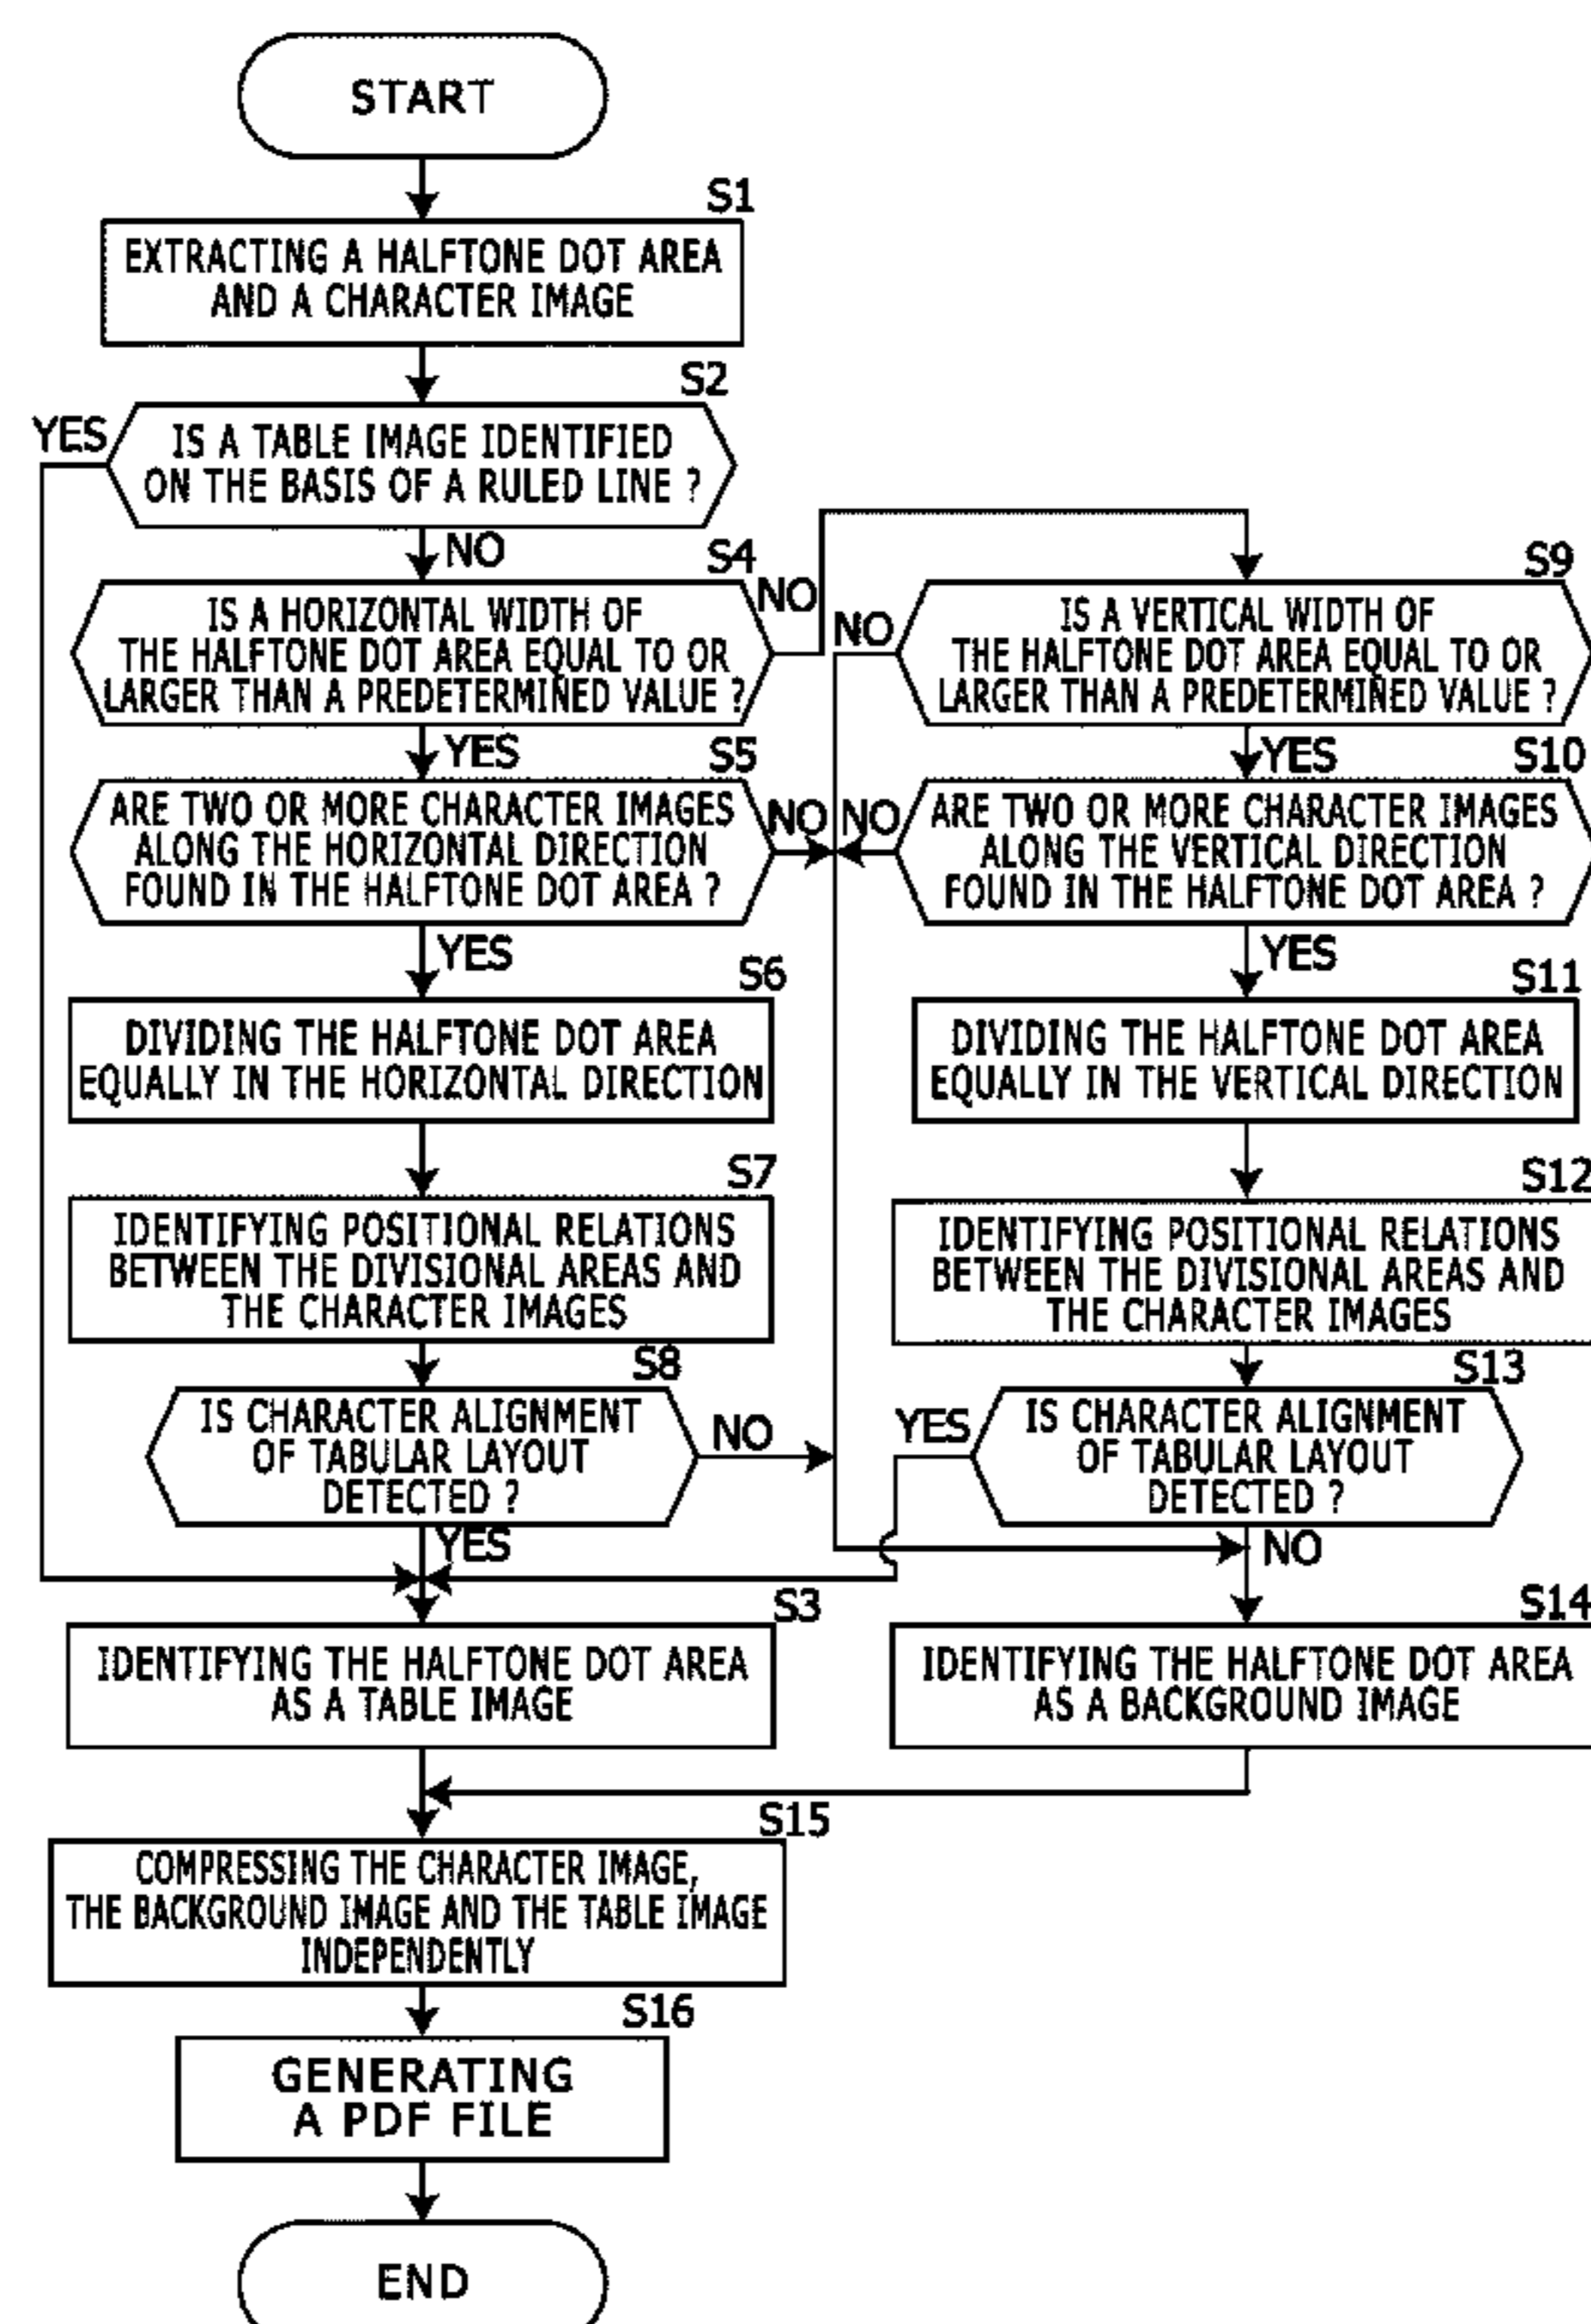 START
S1
EXTRACTING A HALFTONE DOT AREA
AND A CHARACTER IMAGE
S2
YES
IS A TABLE IMAGE IDENTIFIED
ON THE BASIS OF A RULED LINE ?
NO
S4
NO
IS A HORIZONTAL WIDTH OF
THE HALFTONE DOT AREA EQUAL TO OR
LARGER THAN A PREDETERMINED VALUE ?
YES
S5
ARE TWO OR MORE CHARACTER IMAGES
ALONG THE HORIZONTAL DIRECTION
FOUND IN THE HALFTONE DOT AREA ?
NO
YES
S6
DIVIDING THE HALFTONE DOT AREA
EQUALLY IN THE HORIZONTAL DIRECTION
S7
IDENTIFYING POSITIONAL RELATIONS
BETWEEN THE DIVISIONAL AREAS AND
THE CHARACTER IMAGES
S8
IS CHARACTER ALIGNMENT
OF TABULAR LAYOUT
DETECTED ?
NO
YES
S9
NO
IS A VERTICAL WIDTH OF
THE HALFTONE DOT AREA EQUAL TO OR
LARGER THAN A PREDETERMINED VALUE ?
YES
S10
NO
ARE TWO OR MORE CHARACTER IMAGES
ALONG THE VERTICAL DIRECTION
FOUND IN THE HALFTONE DOT AREA ?
YES
S11
DIVIDING THE HALFTONE DOT AREA
EQUALLY IN THE VERTICAL DIRECTION
S12
IDENTIFYING POSITIONAL RELATIONS
BETWEEN THE DIVISIONAL AREAS AND
THE CHARACTER IMAGES
S13
YES
IS CHARACTER ALIGNMENT
OF TABULAR LAYOUT
DETECTED ?
NO
S3
IDENTIFYING THE HALFTONE DOT AREA
AS A TABLE IMAGE
S14
IDENTIFYING THE HALFTONE DOT AREA
AS A BACKGROUND IMAGE
S15
COMPRESSING THE CHARACTER IMAGE,
THE BACKGROUND IMAGE AND THE TABLE IMAGE
INDEPENDENTLY
S16
GENERATING
A PDF FILE
END